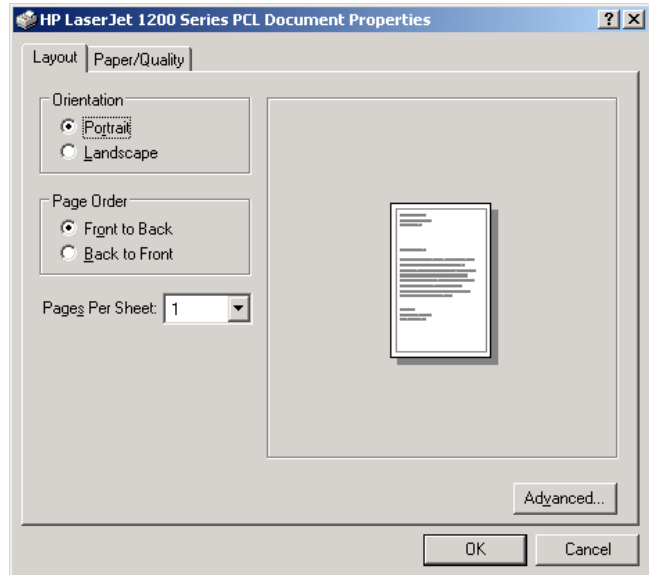 HP LaserJet 1200 Series PCL Document Properties
Layout
Paper/Quality
Orientation
Portrait
Landscape
Page Order
Front to Back
Back to Front
Pages Per Sheet: 1
Advanced...
OK
Cancel